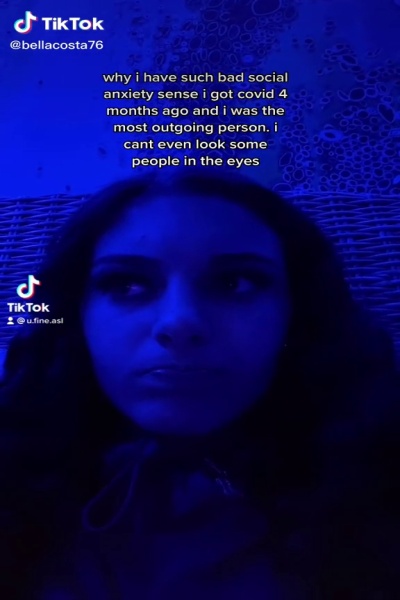 TikTok
@bellacosta76
why i have such bad social
anxiety sense i got covid 4
months ago and i was the
most outgoing person. i
cant even look some
people in the eyes
TikTok
@u.fine.asl